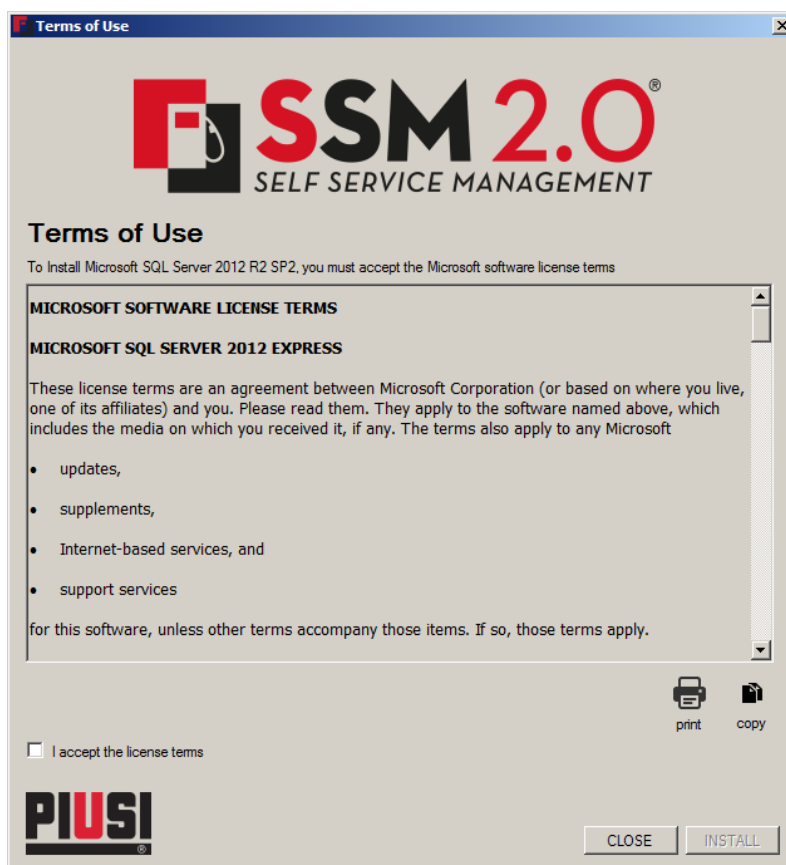 Terms of Use
SSM 2.0®
SELF SERVICE MANAGEMENT
Terms of Use
To Install Microsoft SQL Server 2012 R2 SP2, you must accept the Microsoft software license terms
MICROSOFT SOFTWARE LICENSE TERMS
MICROSOFT SQL SERVER 2012 EXPRESS
These license terms are an agreement between Microsoft Corporation (or based on where you live,
one of its affiliates) and you. Please read them. They apply to the software named above, which
includes the media on which you received it, if any. The terms also apply to any Microsoft
• updates,
• supplements,
• Internet-based services, and
• support services
for this software, unless other terms accompany those items. If so, those terms apply.
print copy
I accept the license terms
PIUSI®
CLOSE INSTALL